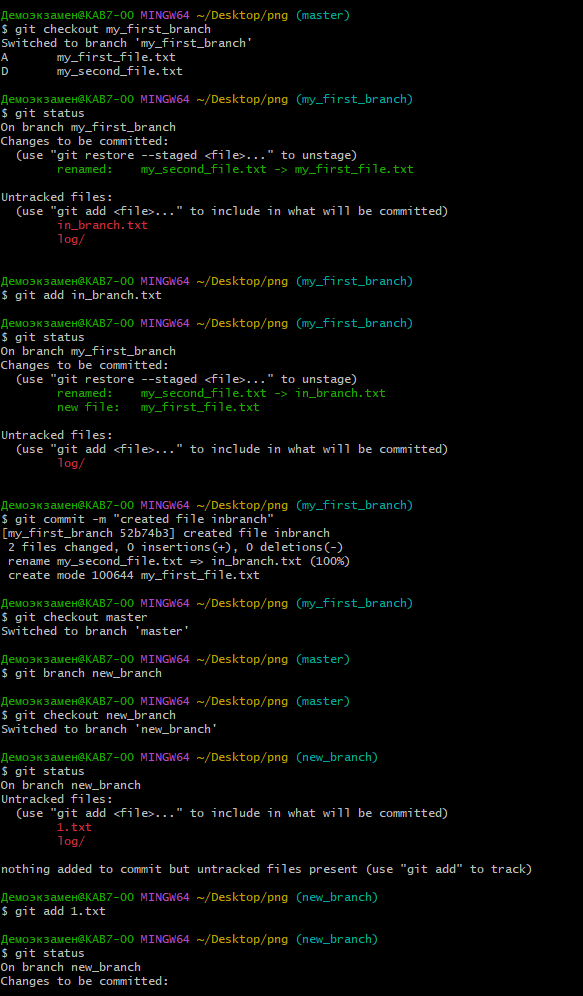 Демоэкзамен@КАВ7-00 MINGW64 ~/Desktop/png (master)
$ git checkout my_first_branch
Switched to branch 'my_first_branch'
A       my_first_file.txt
D       my_second_file.txt
Демоэкзамен@КАВ7-00 MINGW64 ~/Desktop/png (my_first_branch)
$ git status
On branch my_first_branch
Changes to be committed:
  (use "git restore --staged <file>..." to unstage)
        renamed:    my_second_file.txt -> my_first_file.txt
Untracked files:
  (use "git add <file>..." to include in what will be committed)
        in_branch.txt
        log/
Демоэкзамен@КАВ7-00 MINGW64 ~/Desktop/png (my_first_branch)
$ git add in_branch.txt
Демоэкзамен@КАВ7-00 MINGW64 ~/Desktop/png (my_first_branch)
$ git status
On branch my_first_branch
Changes to be committed:
  (use "git restore --staged <file>..." to unstage)
        renamed:    my_second_file.txt -> in_branch.txt
        new file:   my_first_file.txt
Untracked files:
  (use "git add <file>..." to include in what will be committed)
        log/
Демоэкзамен@КАВ7-00 MINGW64 ~/Desktop/png (my_first_branch)
$ git commit -m "created file inbranch"
[my_first_branch 52b74b3] created file inbranch
 2 files changed, 0 insertions(+), 0 deletions(-)
 rename my_second_file.txt => in_branch.txt (100%)
 create mode 100644 my_first_file.txt
Демоэкзамен@КАВ7-00 MINGW64 ~/Desktop/png (my_first_branch)
$ git checkout master
Switched to branch 'master'
Демоэкзамен@КАВ7-00 MINGW64 ~/Desktop/png (master)
$ git branch new_branch
Демоэкзамен@КАВ7-00 MINGW64 ~/Desktop/png (master)
$ git checkout new_branch
Switched to branch 'new_branch'
Демоэкзамен@КАВ7-00 MINGW64 ~/Desktop/png (new_branch)
$ git status
On branch new_branch
Untracked files:
  (use "git add <file>..." to include in what will be committed)
        1.txt
        log/
nothing added to commit but untracked files present (use "git add" to track)
Демоэкзамен@КАВ7-00 MINGW64 ~/Desktop/png (new_branch)
$ git add 1.txt
Демоэкзамен@КАВ7-00 MINGW64 ~/Desktop/png (new_branch)
$ git status
On branch new_branch
Changes to be committed: